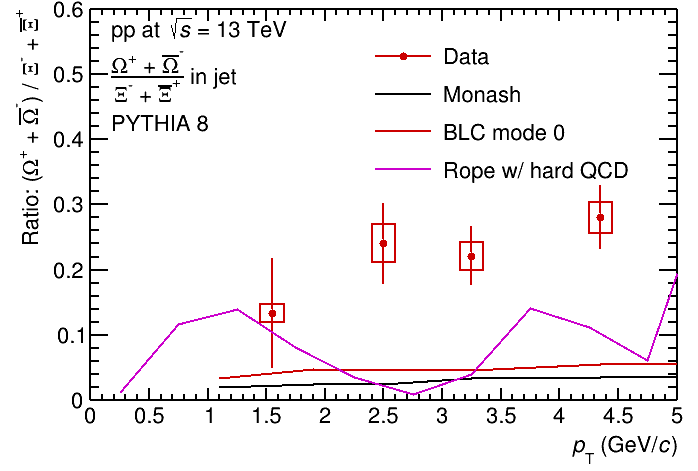 Ratio: (Ω⁺ + Ω̅⁻) / Ξ⁻ + Ξ̅⁺
pp at √s = 13 TeV
Ω⁺ + Ω̅⁻
in jet
Ξ⁻ + Ξ̅⁺
PYTHIA 8
Data
Monash
BLC mode 0
Rope w/ hard QCD
0.6
0.5
0.4
0.3
0.2
0.1
0
0 0.5 1 1.5 2 2.5 3 3.5 4 4.5 5
p_T (GeV/c)